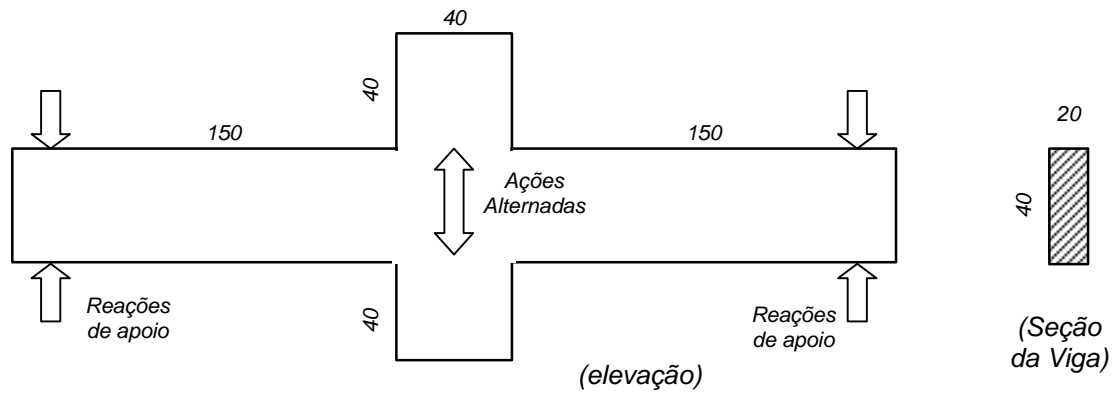 40
40
150
150
20
Ações
Alternadas
40
Reações
de apoio
40
Reações
de apoio
(elevação)
(Seção
da Viga)